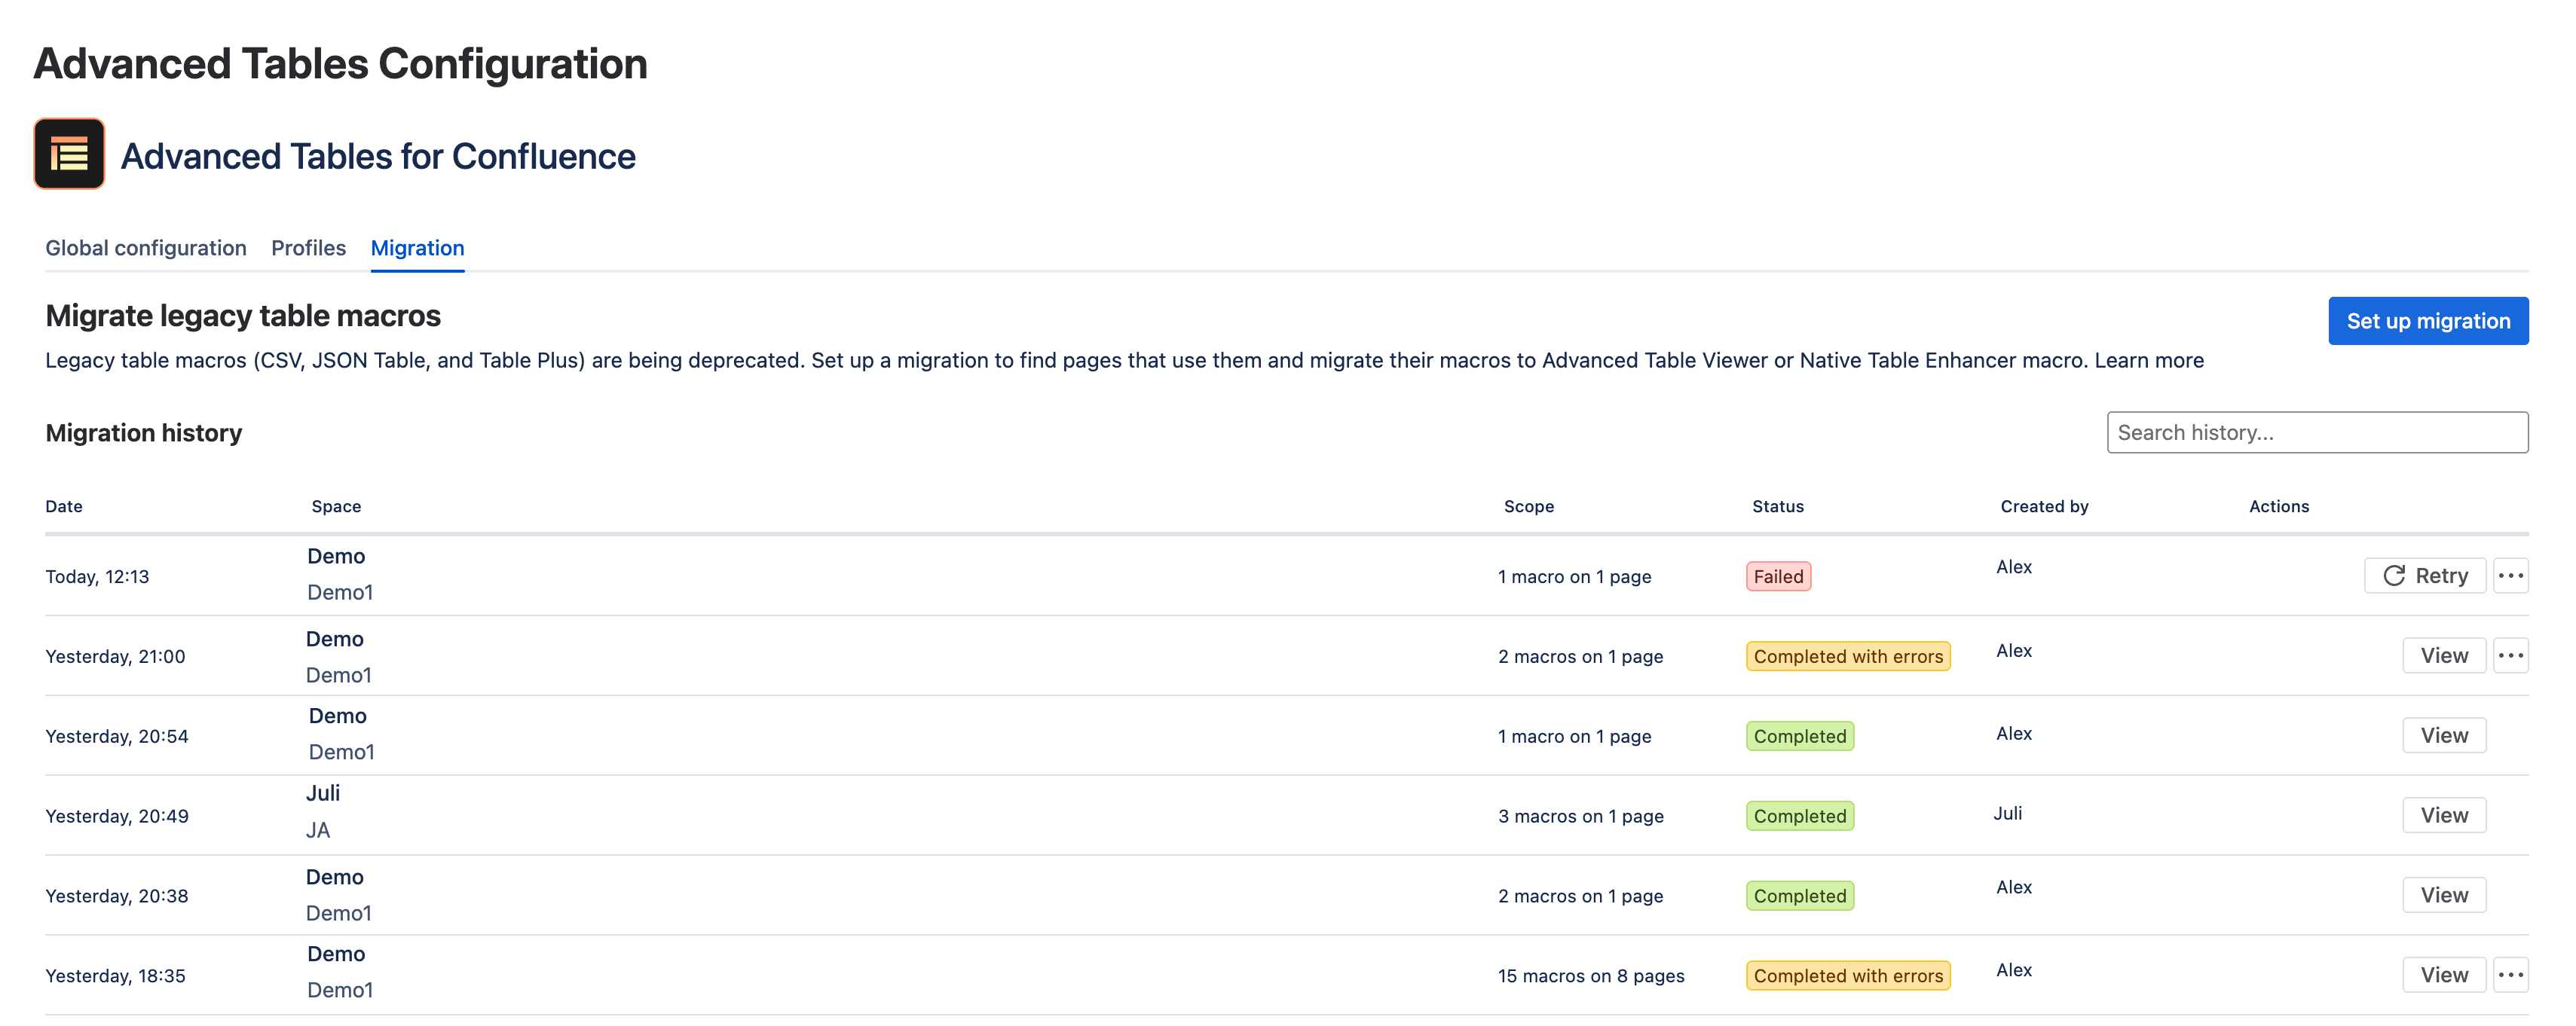 Advanced Tables Configuration
Advanced Tables for Confluence
Global configuration Profiles Migration
Migrate legacy table macros
Set up migration
Legacy table macros (CSV, JSON Table, and Table Plus) are being deprecated. Set up a migration to find pages that use them and migrate their macros to Advanced Table Viewer or Native Table Enhancer macro. Learn more
Migration history
Search history...
Date Space Scope Status Created by Actions
Demo
Today, 12:13 1 macro on 1 page Failed Alex Retry
Demo1
Demo
Yesterday, 21:00 2 macros on 1 page Completed with errors Alex View
Demo1
Demo
Yesterday, 20:54 1 macro on 1 page Completed Alex View
Demo1
Juli
Yesterday, 20:49 3 macros on 1 page Completed Juli View
JA
Demo
Yesterday, 20:38 2 macros on 1 page Completed Alex View
Demo1
Demo
Yesterday, 18:35 15 macros on 8 pages Completed with errors Alex View
Demo1